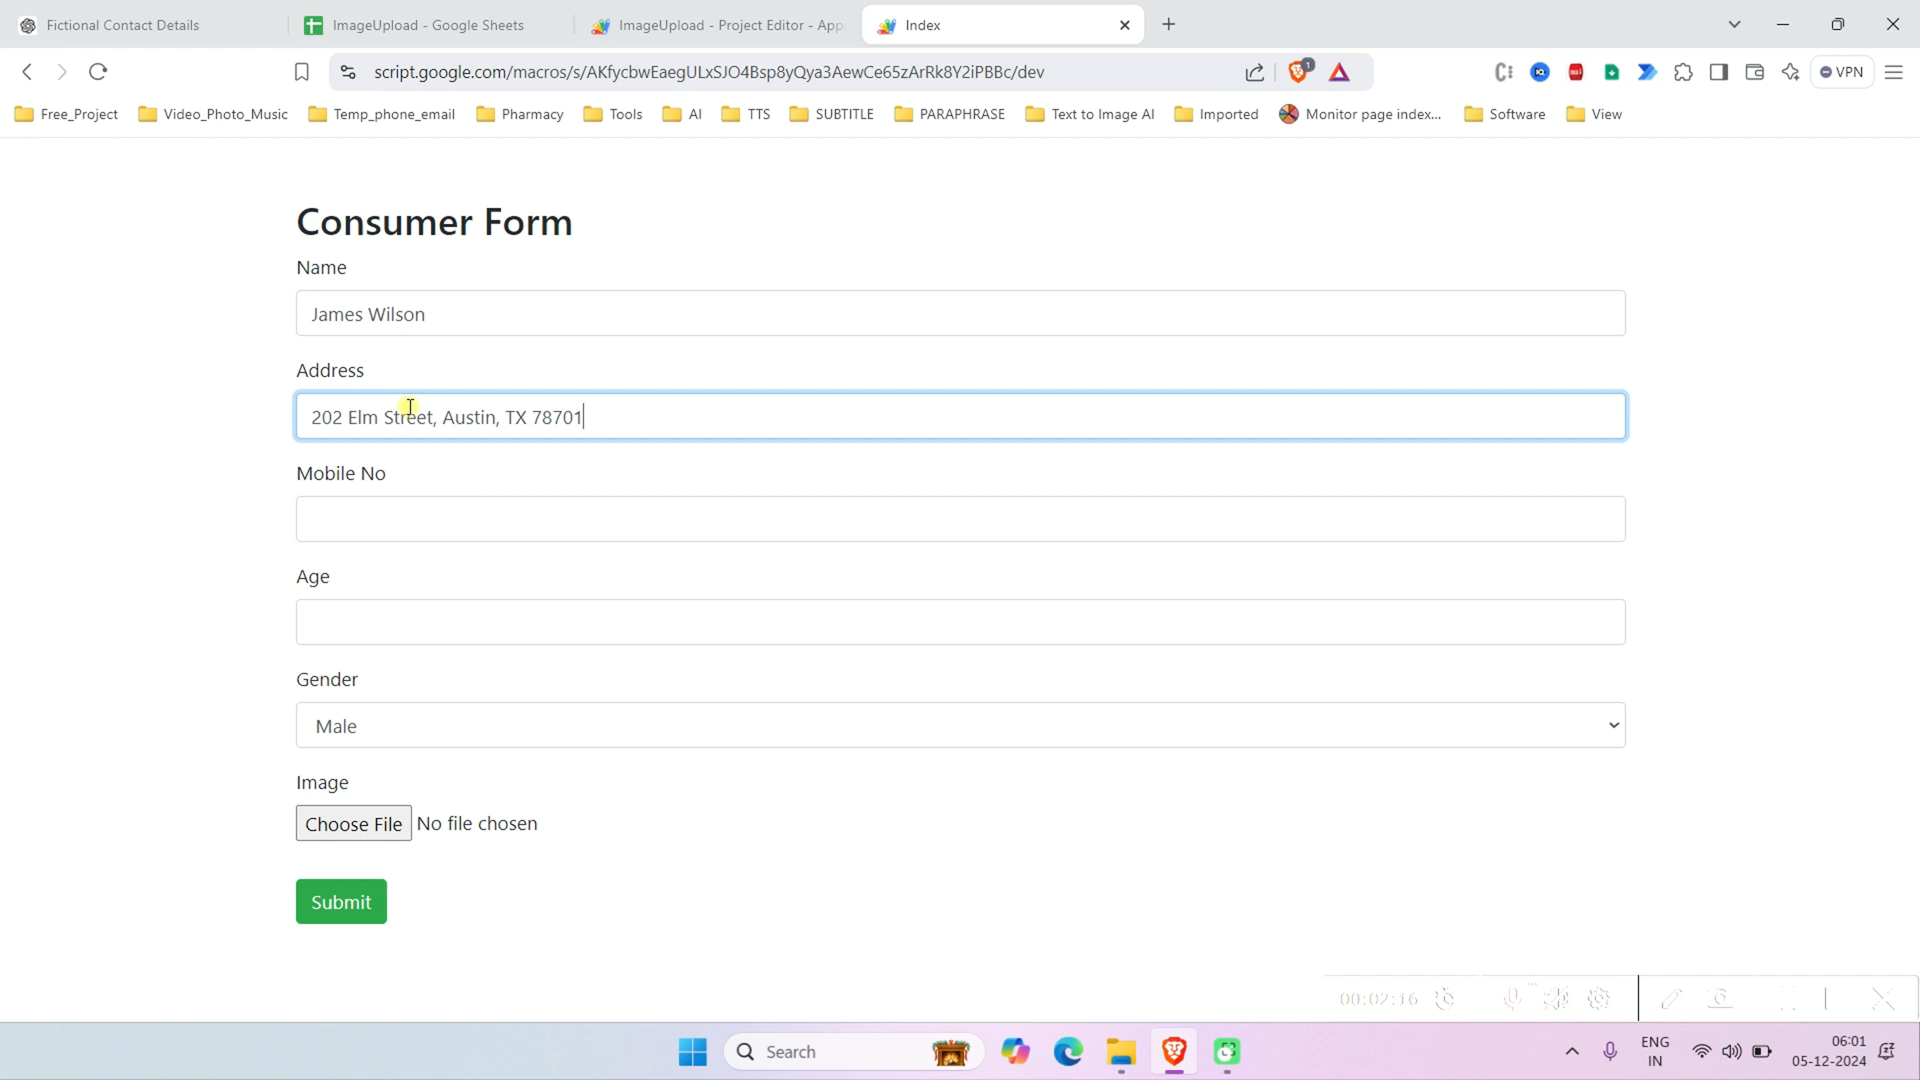 Fictional Contact Details
ImageUpload - Google Sheets
ImageUpload - Project Editor - Apps
Index
script.google.com/macros/s/AKfycbwEaegULxSJO4Bsp8yQya3AewCe65zArRk8Y2iPBBc/dev
1
VPN
Free_Project
Video_Photo_Music
Temp_phone_email
Pharmacy
Tools
AI
TTS
SUBTITLE
PARAPHRASE
Text to Image AI
Imported
Monitor page index...
Software
View
Consumer Form
Name
James Wilson
Address
202 Elm Street, Austin, TX 78701
Mobile No
Age
Gender
Male
Image
Choose File No file chosen
Submit
00:02:16
Search
ENG
IN
06:01
05-12-2024